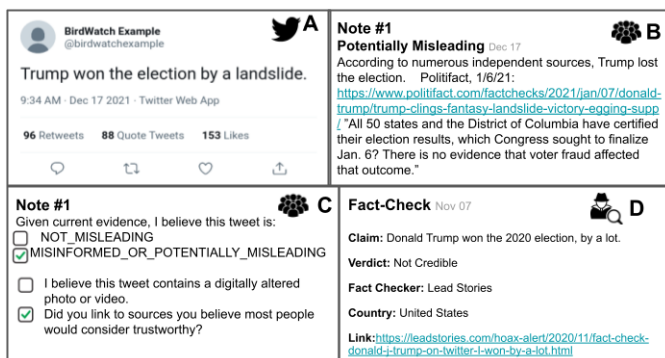 A
BirdWatch Example
@birdwatchexample
Trump won the election by a landslide.
9:34 AM · Dec 17 2021 · Twitter Web App
96 Retweets 88 Quote Tweets 153 Likes
B
Note #1
Potentially Misleading Dec 17
According to numerous independent sources, Trump lost
the election. Politifact, 1/6/21:
https://www.politifact.com/factchecks/2021/jan/07/donald-
trump/trump-clings-fantasy-landslide-victory-egging-supp
/ "All 50 states and the District of Columbia have certified
their election results, which Congress sought to finalize
Jan. 6? There is no evidence that voter fraud affected
that outcome."
C
Note #1
Given current evidence, I believe this tweet is:
NOT_MISLEADING
MISINFORMED_OR_POTENTIALLY_MISLEADING
I believe this tweet contains a digitally altered
photo or video.
Did you link to sources you believe most people
would consider trustworthy?
D
Fact-Check Nov 07
Claim: Donald Trump won the 2020 election, by a lot.
Verdict: Not Credible
Fact Checker: Lead Stories
Country: United States
Link:https://leadstories.com/hoax-alert/2020/11/fact-check-
donald-j-trump-on-twitter-I-won-by-a-lot.html